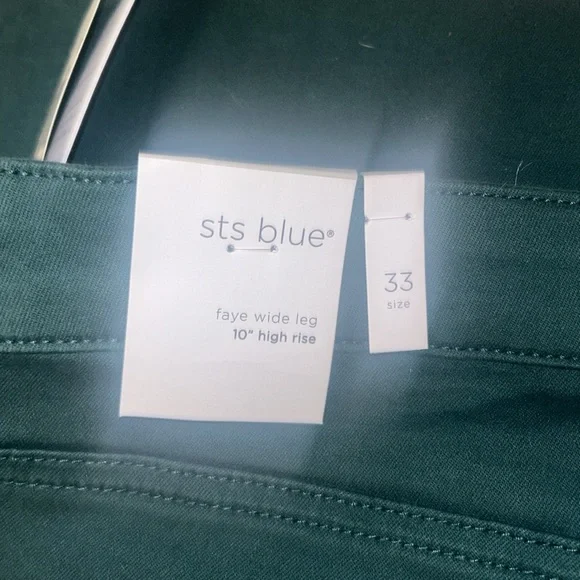 sts blue®
faye wide leg
10" high rise
33
size